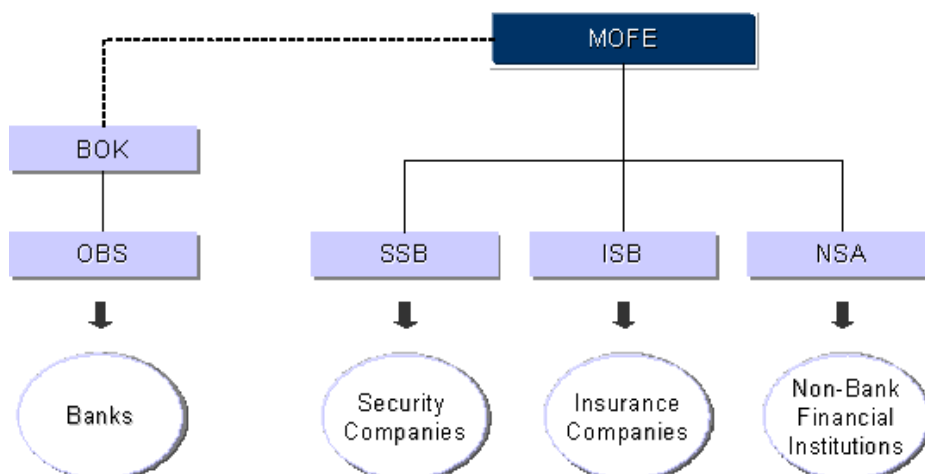 MOFE
BOK
OBS
SSB
ISB
NSA
Banks
Security
Companies
Insurance
Companies
Non-Bank
Financial
Institutions